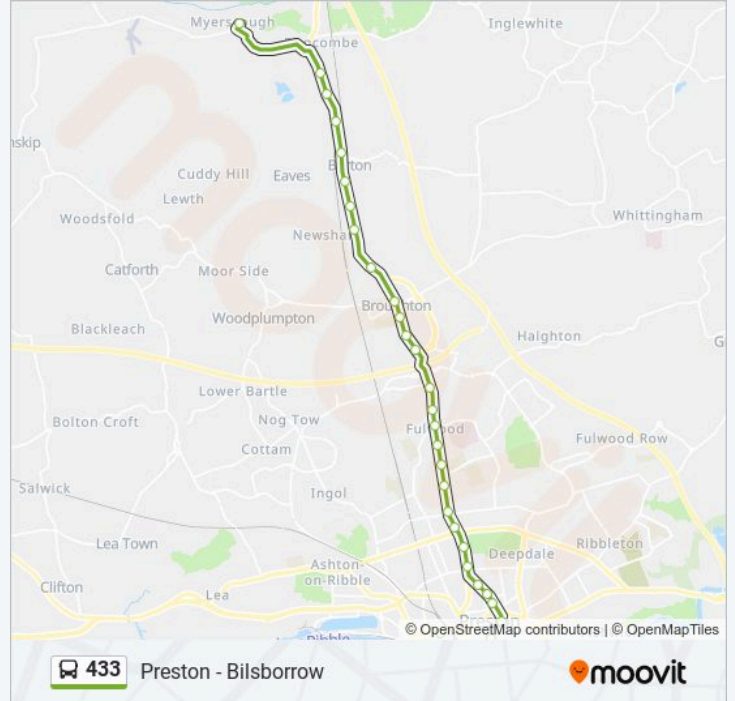 Myerscough
Inglewhite
Barton
Cuddy Hill
Eaves
Lewth
Woodsfold
Whittingham
Newsha
Catforth
Moor Side
Broughton
Woodplumpton
Blackleach
Haighton
Lower Bartle
Nog Tow
Bolton Croft
Fulwood
Fulwood Row
Cottam
Salwick
Ingol
Lea Town
Deepdale
Ribbleton
Ashton-
on-Ribble
Clifton
Lea
© OpenStreetMap contributors | © OpenMapTiles
433 Preston - Bilsborrow
moovit